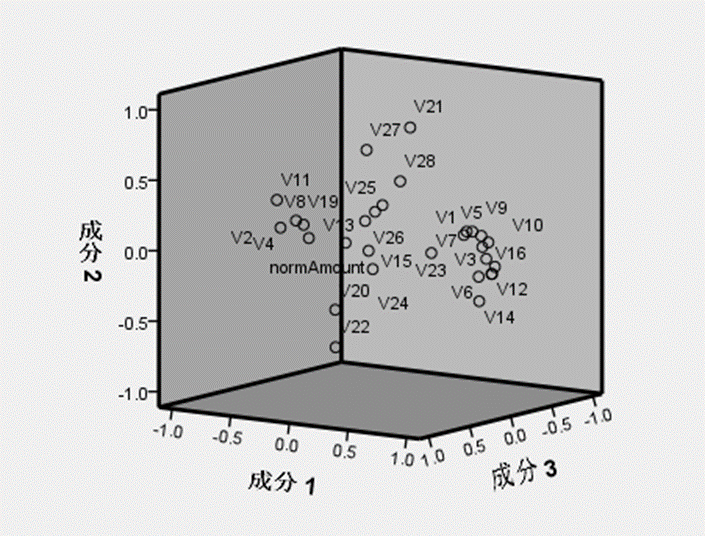 V21
V27
V28
V11
V25
V8
V19
V9
V5
V1
V13
V10
V2
V4
V26
V7
V16
V15
V3
normAmount
V23
V20
V6
V12
V24
V14
V22
1.0
0.5
0.0
-0.5
-1.0
成分 2
-1.0
-0.5
0.0
0.5
1.0
成分 1
1.0
0.5
0.0
-0.5
-1.0
成分 3